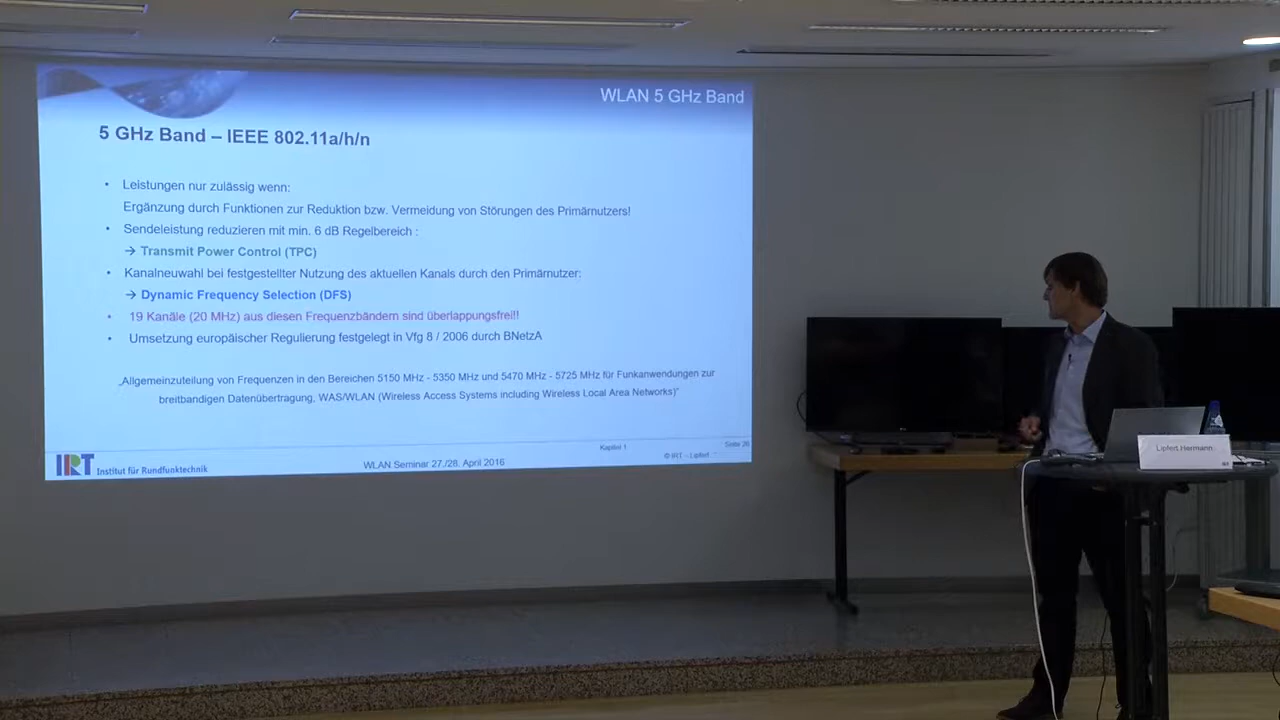 WLAN 5 GHz Band
5 GHz Band – IEEE 802.11a/h/n
• Leistungen nur zulässig wenn:
Ergänzung durch Funktionen zur Reduktion bzw. Vermeidung von Störungen des Primärnutzers!
• Sendeleistung reduzieren mit min. 6 dB Regelbereich :
→ Transmit Power Control (TPC)
• Kanalneuwahl bei festgestellter Nutzung des aktuellen Kanals durch den Primärnutzer:
→ Dynamic Frequency Selection (DFS)
• 19 Kanäle (20 MHz) aus diesen Frequenzbändern sind überlappungsfrei!!
• Umsetzung europäischer Regulierung festgelegt in Vfg 8 / 2006 durch BNetzA
„Allgemeinzuteilung von Frequenzen in den Bereichen 5150 MHz - 5350 MHz und 5470 MHz - 5725 MHz für Funkanwendungen zur
breitbandigen Datenübertragung, WAS/WLAN (Wireless Access Systems including Wireless Local Area Networks)“
IRT Institut für Rundfunktechnik
WLAN Seminar 27./28. April 2016
Kapitel 1
Seite 26
© IRT – Lipfert
Lipfert Hermann